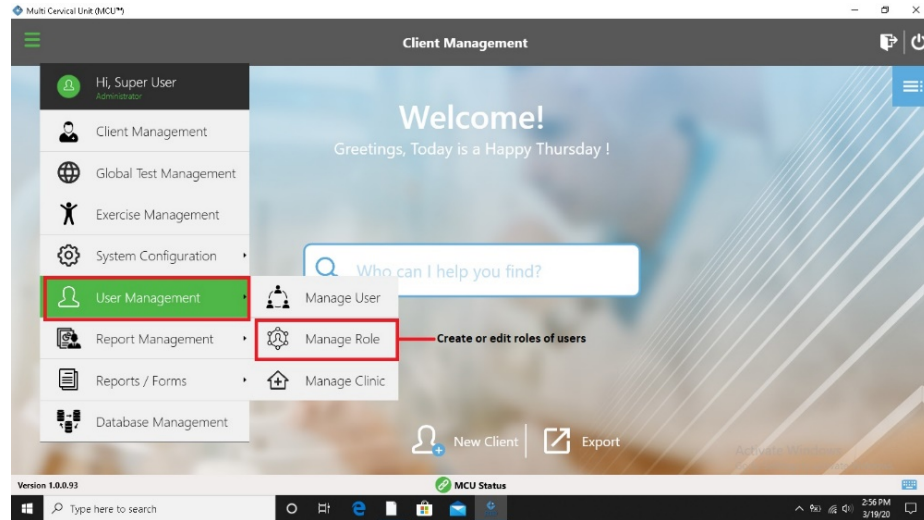 Multi Cervical Unit (MCU™)
Client Management
Hi, Super User
Administrator
Client Management
Global Test Management
Exercise Management
System Configuration
User Management
Report Management
Reports / Forms
Database Management
Manage User
Manage Role
Manage Clinic
Create or edit roles of users
Welcome!
Greetings, Today is a Happy Thursday !
Who can I help you find?
New Client
Export
Activate Windows
Version 1.0.0.93
MCU Status
Type here to search
2:56 PM
3/19/20